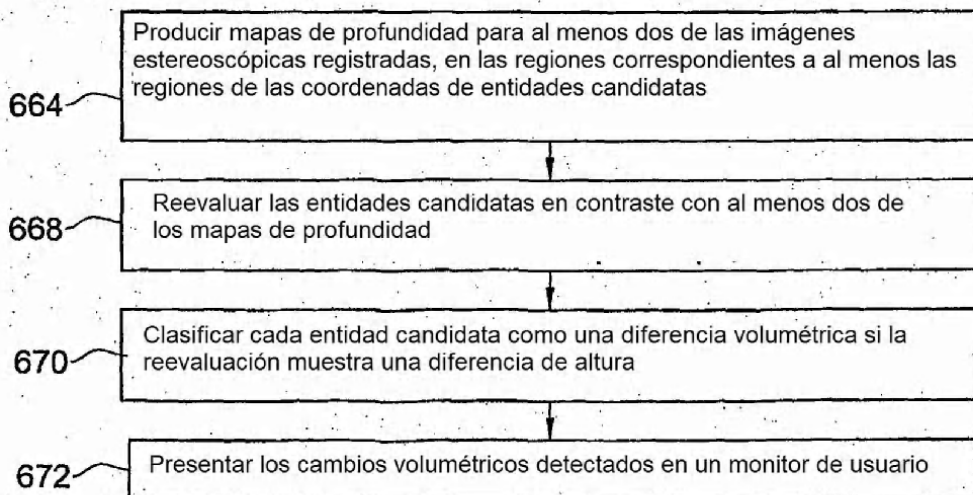 Producir mapas de profundidad para al menos dos de las imágenes
estereoscópicas registradas, en las regiones correspondientes a al menos las
regiones de las coordenadas de entidades candidatas
664
Reevaluar las entidades candidatas en contraste con al menos dos de
los mapas de profundidad
668
Clasificar cada entidad candidata como una diferencia volumétrica si la
reevaluación muestra una diferencia de altura
670
Presentar los cambios volumétricos detectados en un monitor de usuario
672